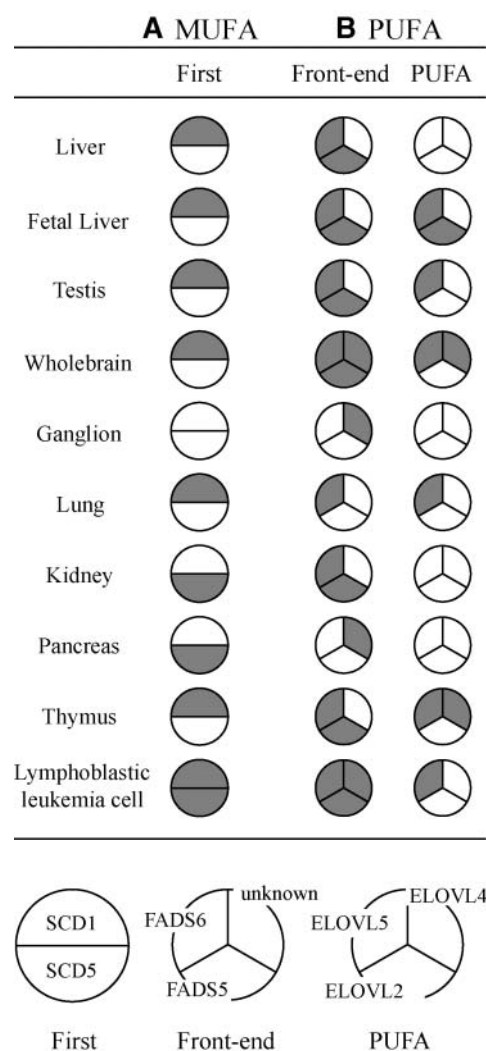 A MUFA B PUFA
First Front-end PUFA
Liver
Fetal Liver
Testis
Wholebrain
Ganglion
Lung
Kidney
Pancreas
Thymus
Lymphoblastic
leukemia cell
SCD1
SCD5
First
unknown
FADS6
FADS5
Front-end
ELOVL4
ELOVL5
ELOVL2
PUFA